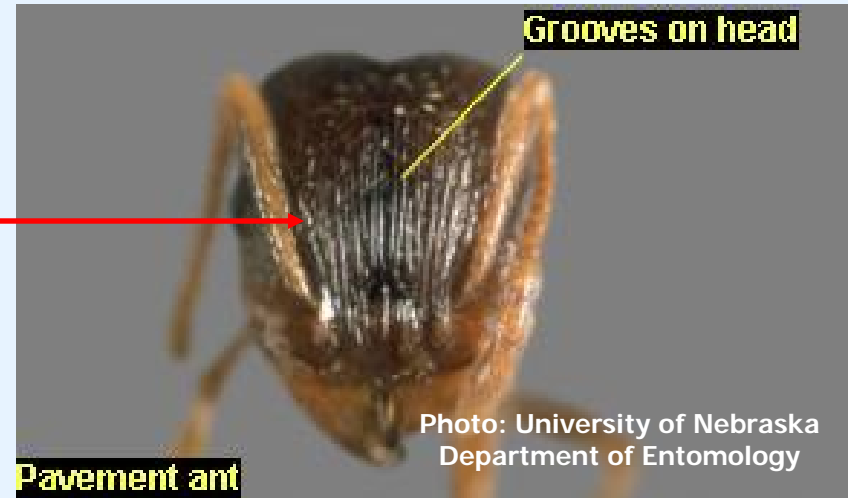 Grooves on head
Photo: University of Nebraska
Department of Entomology
Pavement ant